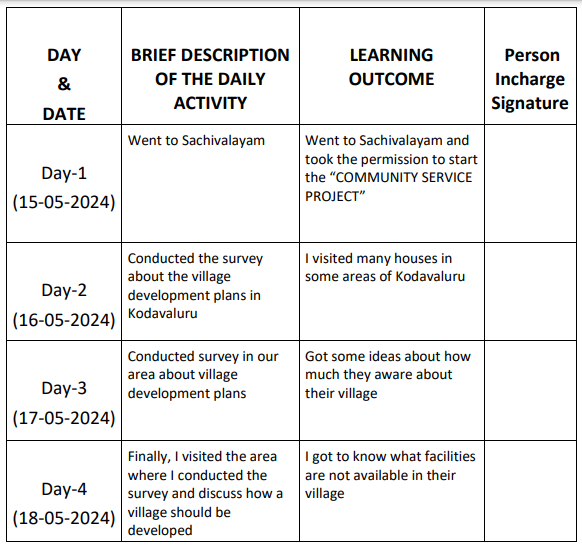 DAY
&
DATE
BRIEF DESCRIPTION
OF THE DAILY
ACTIVITY
LEARNING
OUTCOME
Person
Incharge
Signature
Day-1
(15-05-2024)
Went to Sachivalayam
Went to Sachivalayam and
took the permission to start
the “COMMUNITY SERVICE
PROJECT”
Day-2
(16-05-2024)
Conducted the survey
about the village
development plans in
Kodavaluru
I visited many houses in
some areas of Kodavaluru
Day-3
(17-05-2024)
Conducted survey in our
area about village
development plans
Got some ideas about how
much they aware about
their village
Day-4
(18-05-2024)
Finally, I visited the area
where I conducted the
survey and discuss how a
village should be
developed
I got to know what facilities
are not available in their
village